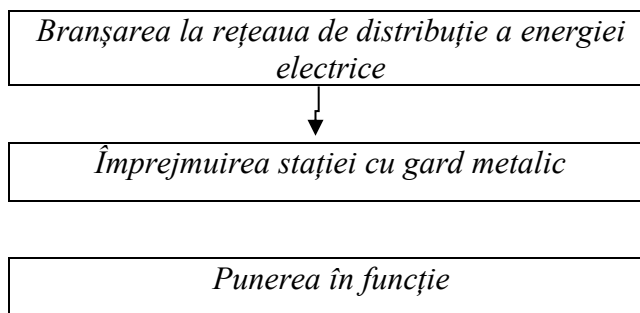 Branșarea la rețeaua de distribuție a energiei
electrice
Împrejmuirea stației cu gard metalic
Punerea în funcție